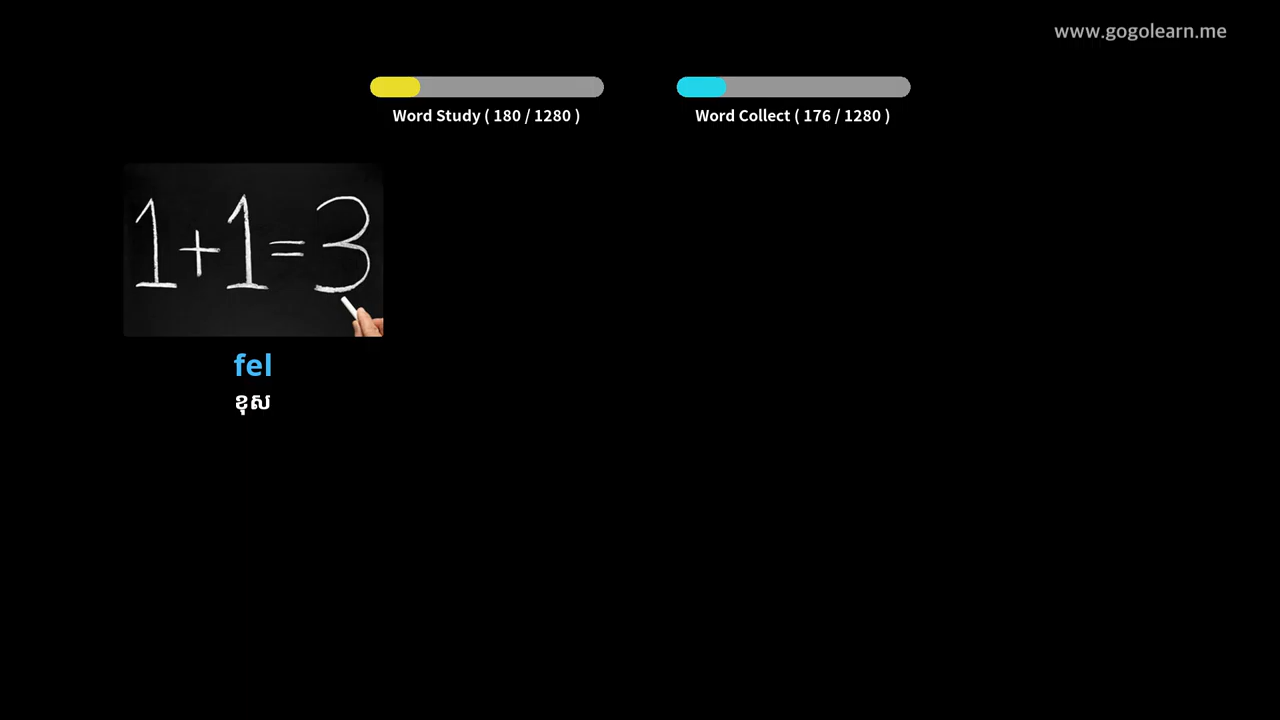 www.gogolearn.me
Word Study ( 180 / 1280 )
Word Collect ( 176 / 1280 )
1+1=3
fel
ខុស